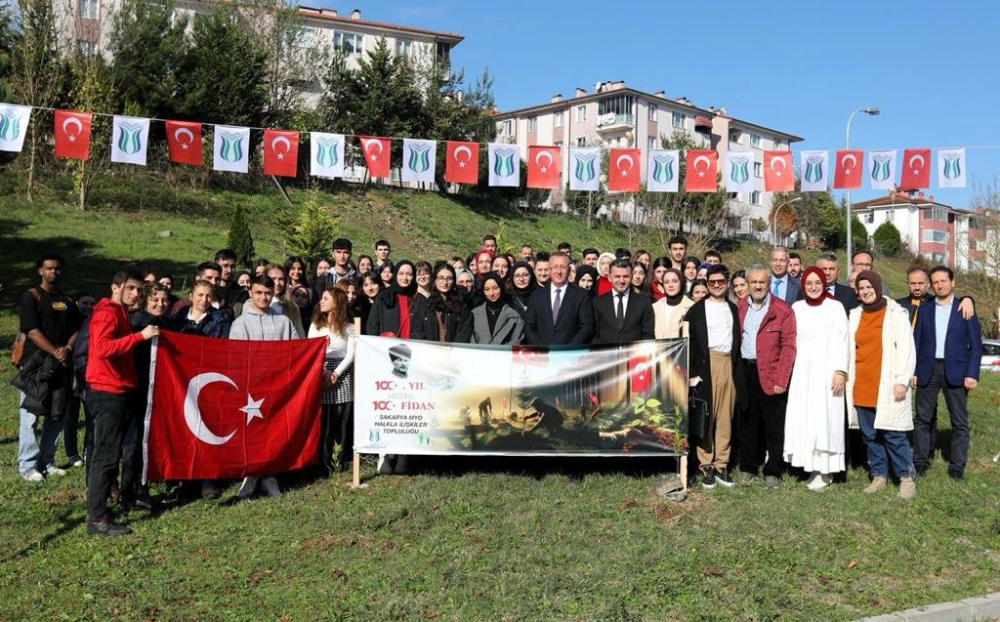 100. YIL
100 FİDAN
SAKARYA MYO
HALKLA İLİŞKİLER
TOPLULUĞU